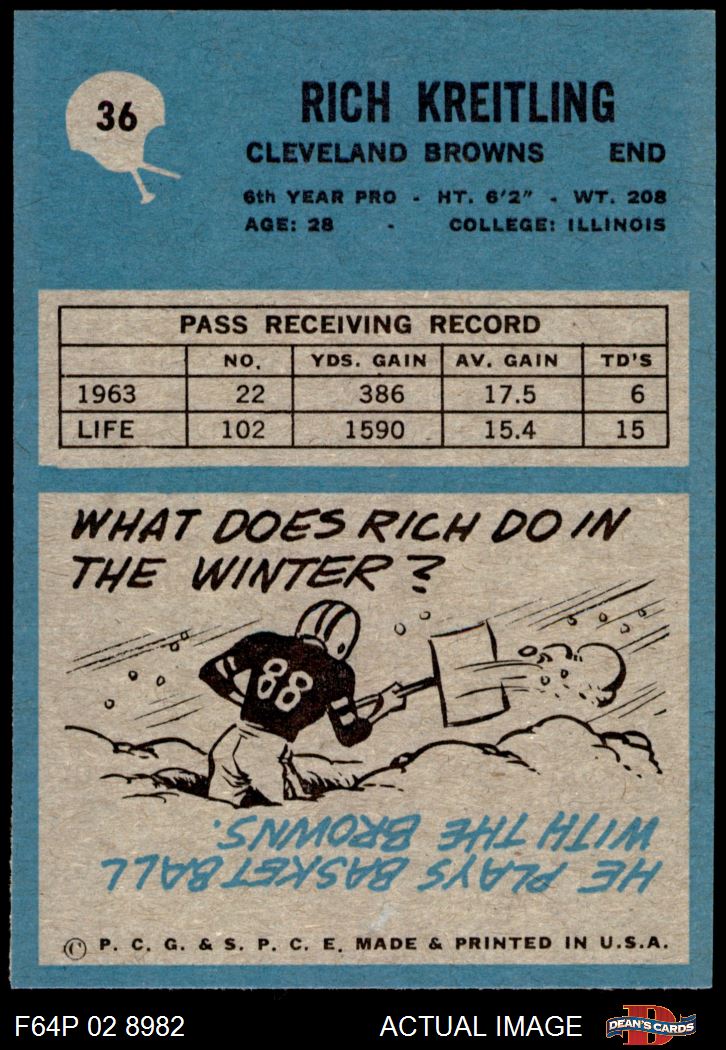 36
RICH KREITLING
CLEVELAND BROWNS END
6th YEAR PRO - HT. 6'2" - WT. 208
AGE: 28 - COLLEGE: ILLINOIS
PASS RECEIVING RECORD
NO. YDS. GAIN AV. GAIN TD'S
1963 22 386 17.5 6
LIFE 102 1590 15.4 15
WHAT DOES RICH DO IN
THE WINTER?
88
HE PLAYS BASKETBALL
WITH THE BROWNS.
© P. C. G. & S. P. C. E. MADE & PRINTED IN U.S.A.
F64P 02 8982 ACTUAL IMAGE
D
DEAN'S CARDS